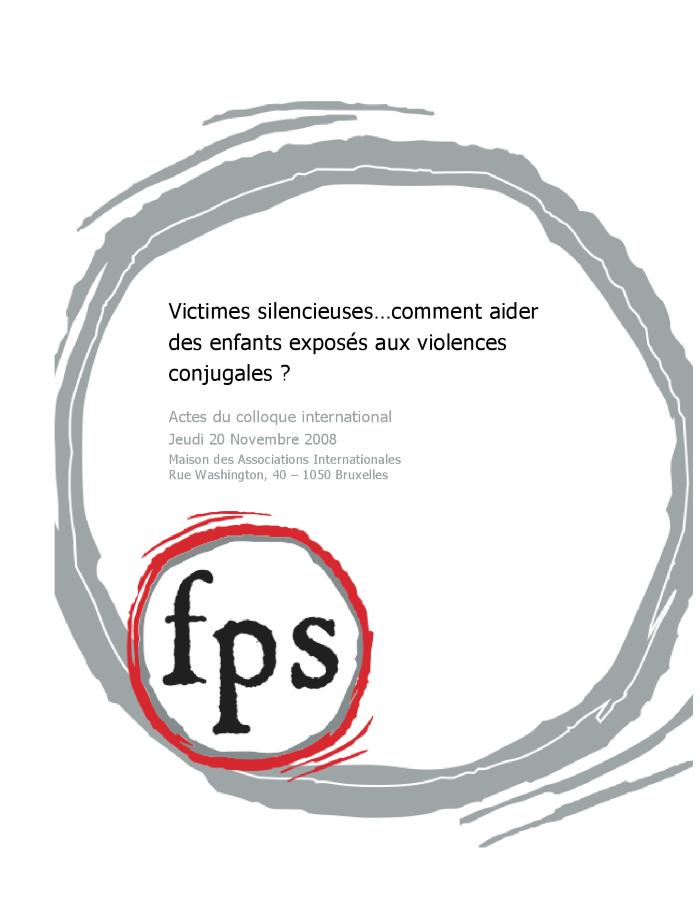 Victimes silencieuses…comment aider
des enfants exposés aux violences
conjugales ?
Actes du colloque international
Jeudi 20 Novembre 2008
Maison des Associations Internationales
Rue Washington, 40 – 1050 Bruxelles
fps